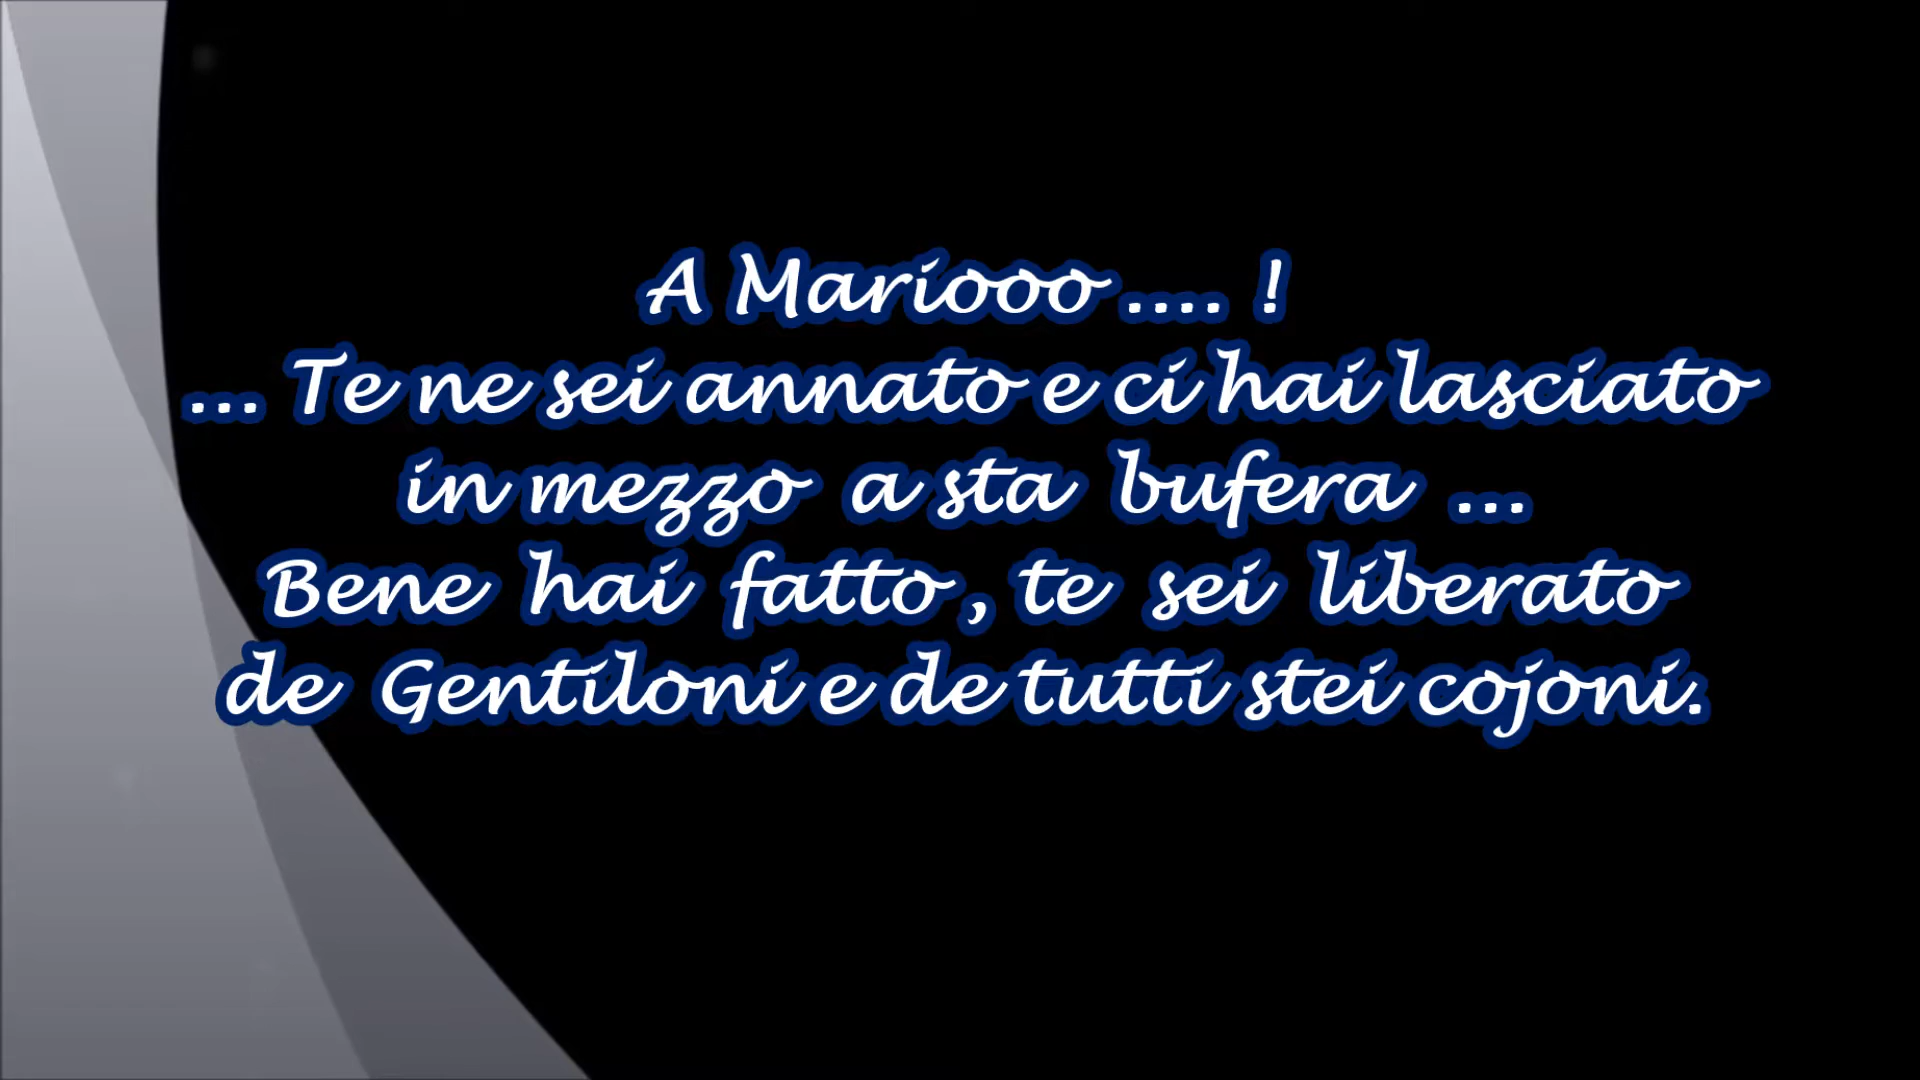 A Mariooo .... !
... Te ne sei annato e ci hai lasciato
in mezzo a sta bufera ...
Bene hai fatto , te sei liberato
de Gentiloni e de tutti stei cojoni.